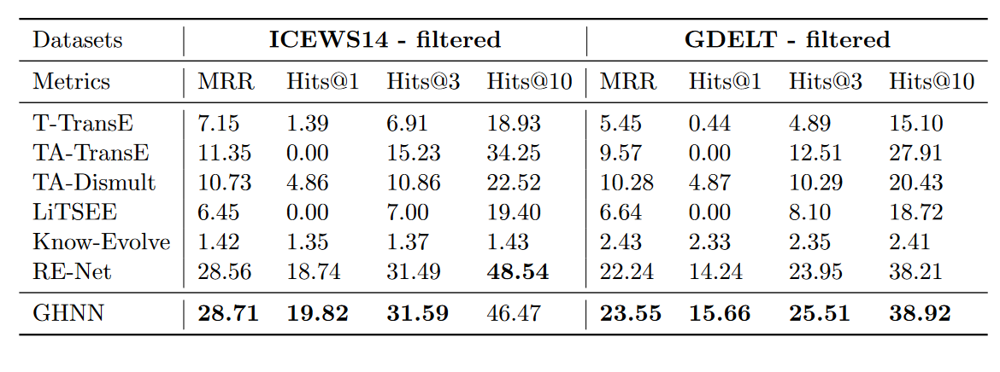 Datasets ICEWS14 - filtered GDELT - filtered
Metrics MRR Hits@1 Hits@3 Hits@10 MRR Hits@1 Hits@3 Hits@10
T-TransE 7.15 1.39 6.91 18.93 5.45 0.44 4.89 15.10
TA-TransE 11.35 0.00 15.23 34.25 9.57 0.00 12.51 27.91
TA-Dismult 10.73 4.86 10.86 22.52 10.28 4.87 10.29 20.43
LiTSEE 6.45 0.00 7.00 19.40 6.64 0.00 8.10 18.72
Know-Evolve 1.42 1.35 1.37 1.43 2.43 2.33 2.35 2.41
RE-Net 28.56 18.74 31.49 48.54 22.24 14.24 23.95 38.21
GHNN 28.71 19.82 31.59 46.47 23.55 15.66 25.51 38.92